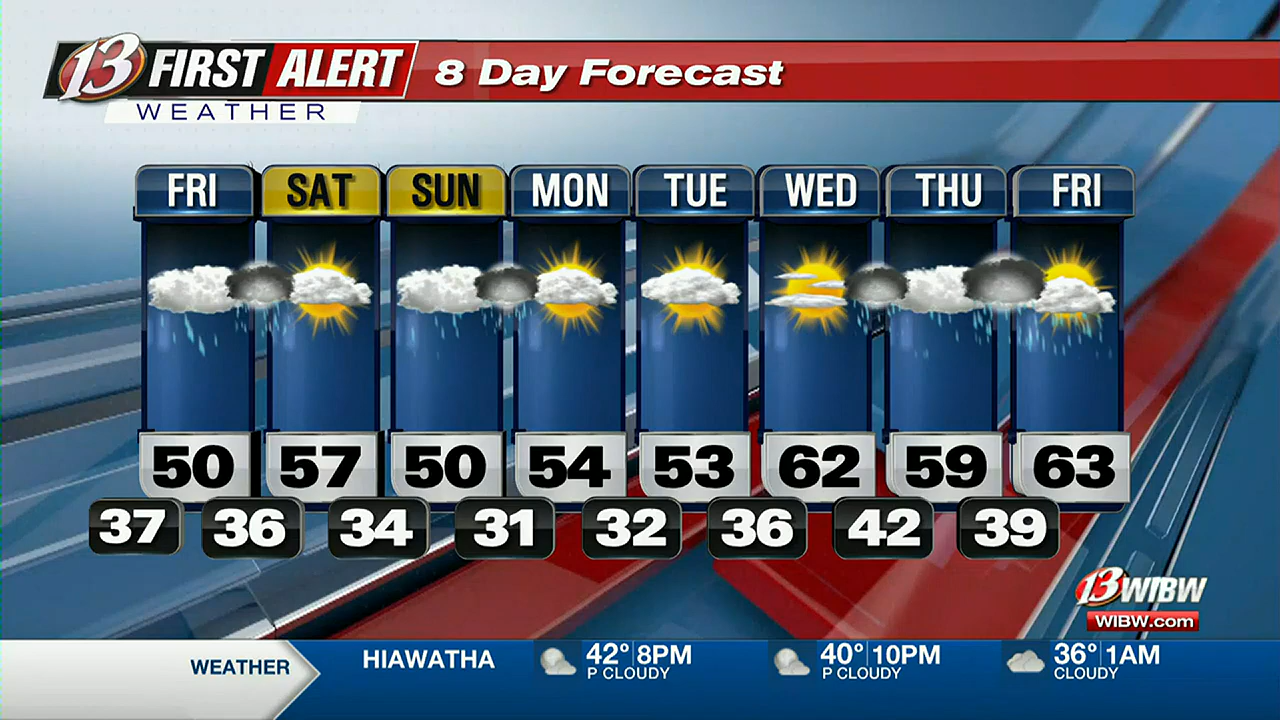 13 FIRST ALERT 8 Day Forecast
WEATHER
FRI SAT SUN MON TUE WED THU FRI
50 57 50 54 53 62 59 63
37 36 34 31 32 36 42 39
13 WIBW
WIBW.com
WEATHER HIAWATHA 42° 8PM 40° 10PM 36° 1AM
P CLOUDY P CLOUDY CLOUDY